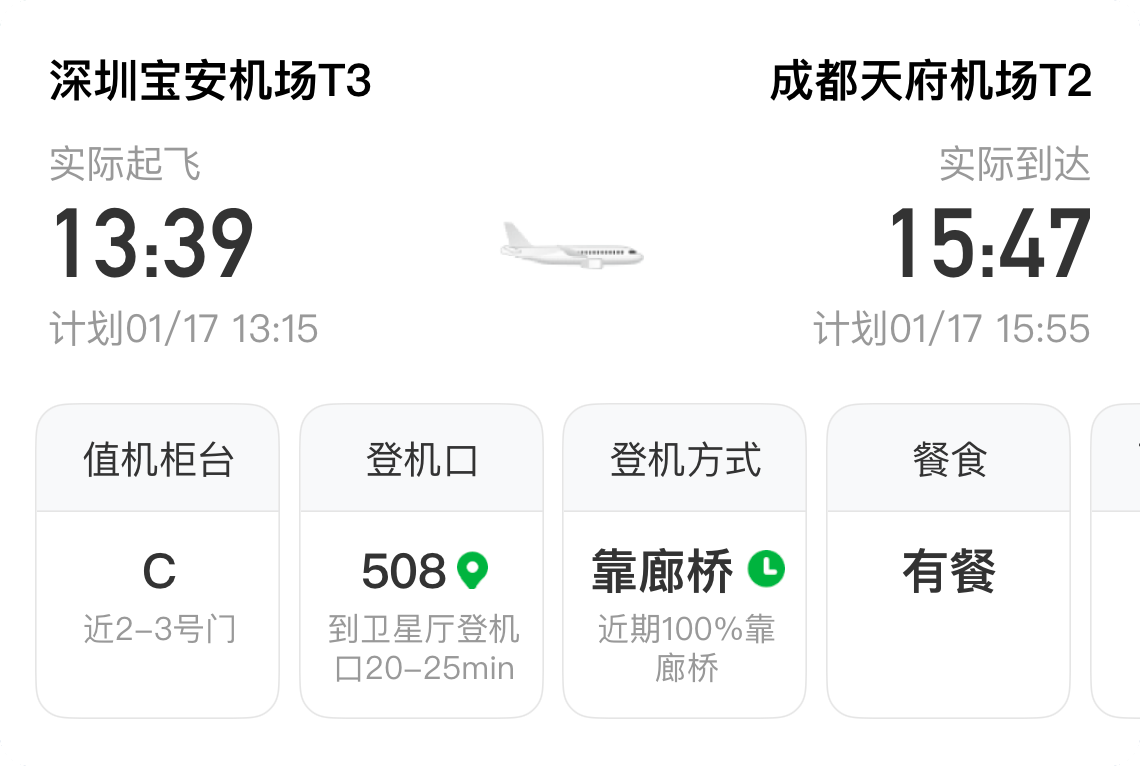 深圳宝安机场T3
成都天府机场T2
实际起飞
实际到达
13:39
15:47
计划01/17 13:15
计划01/17 15:55
值机柜台
登机口
登机方式
餐食
C
508
靠廊桥
有餐
近2-3号门
到卫星厅登机
口20-25min
近期100%靠
廊桥